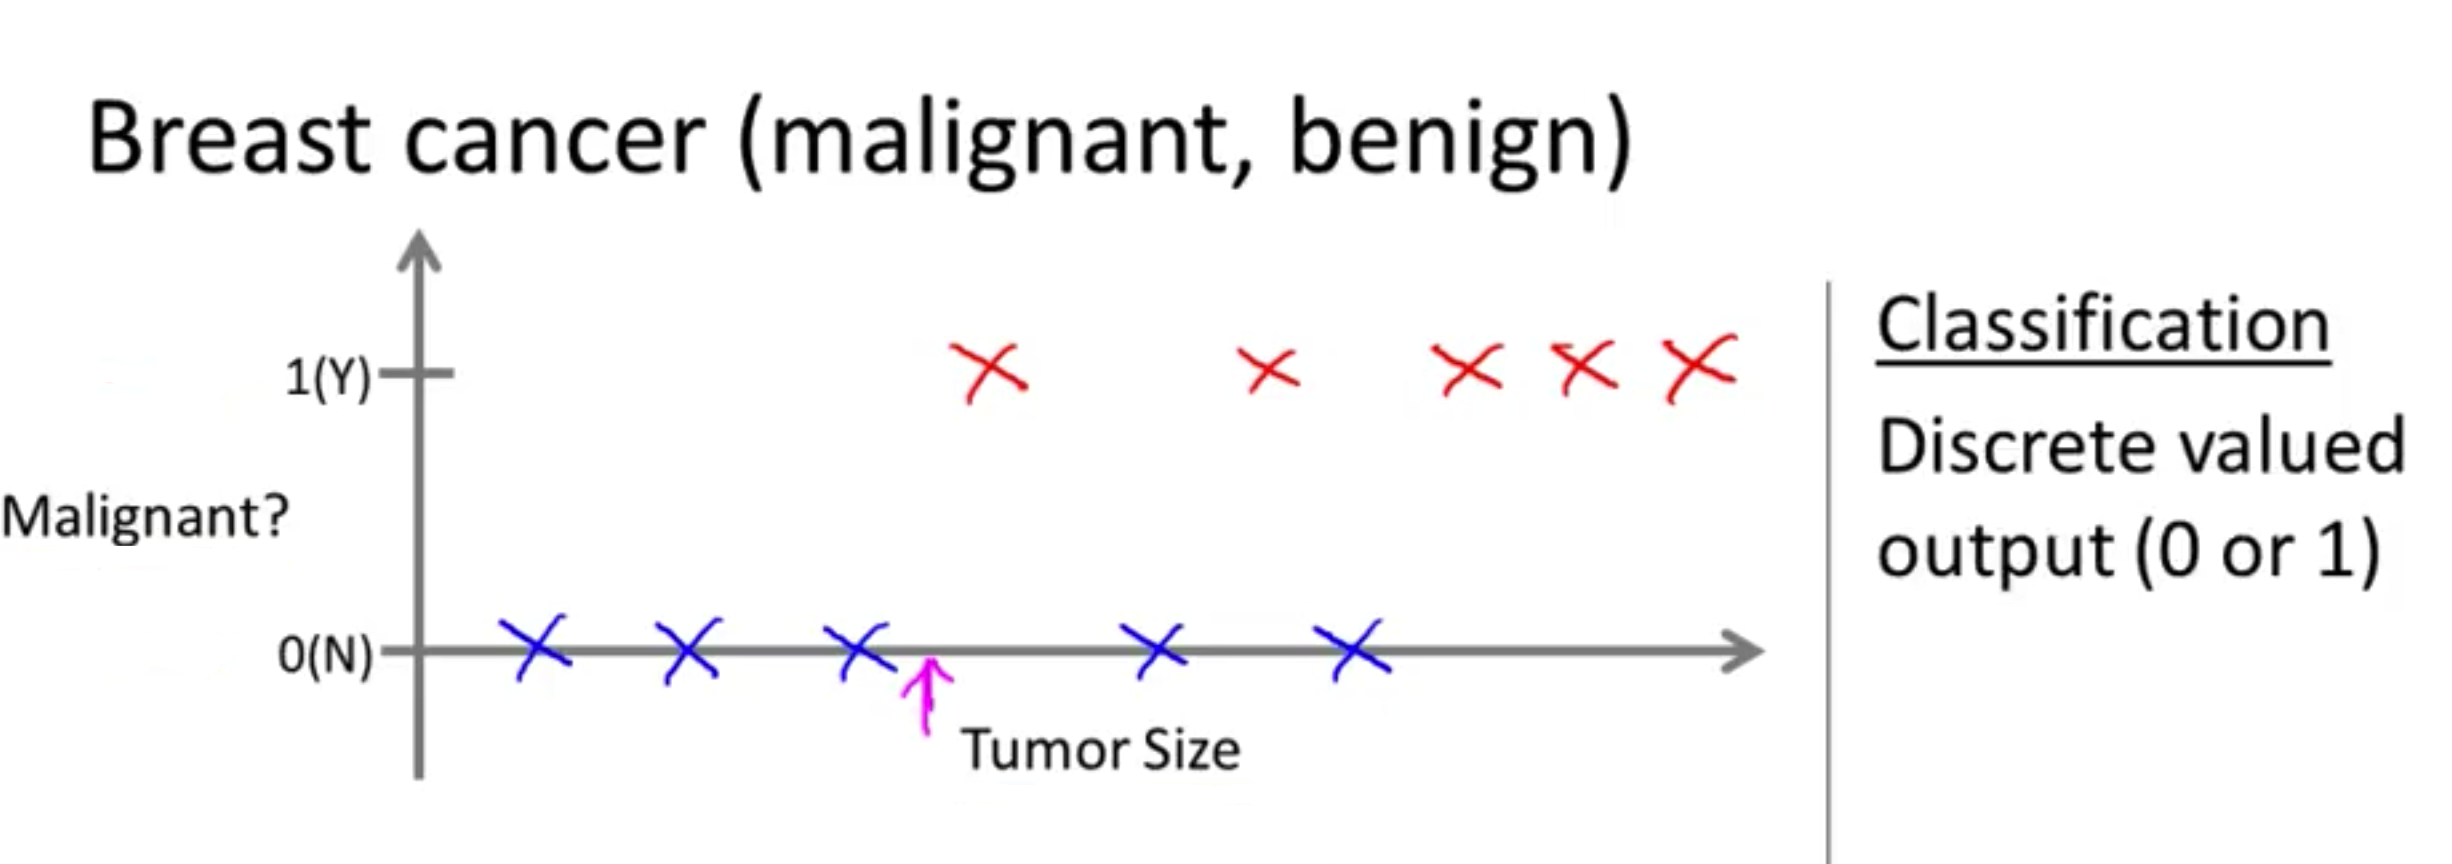 Breast cancer (malignant, benign)
1(Y)
Malignant?
0(N)
Tumor Size
Classification
Discrete valued
output (0 or 1)